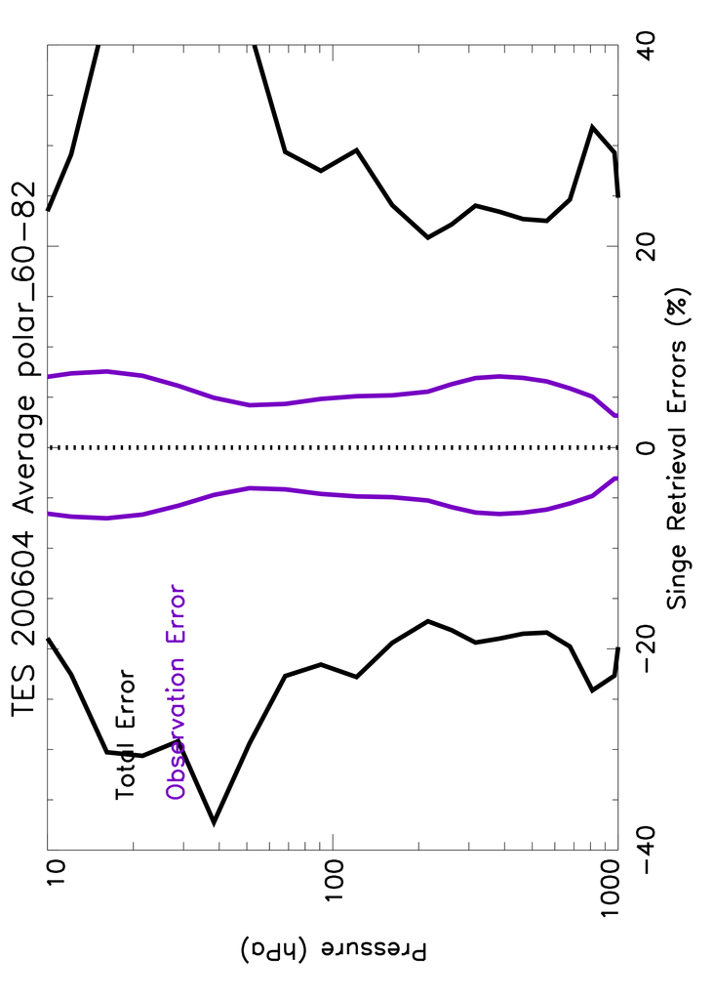 TES 200604 Average polar_60-82
Pressure (hPa)
10
100
1000
Total Error
Observation Error
-40
-20
0
20
40
Singe Retrieval Errors (%)